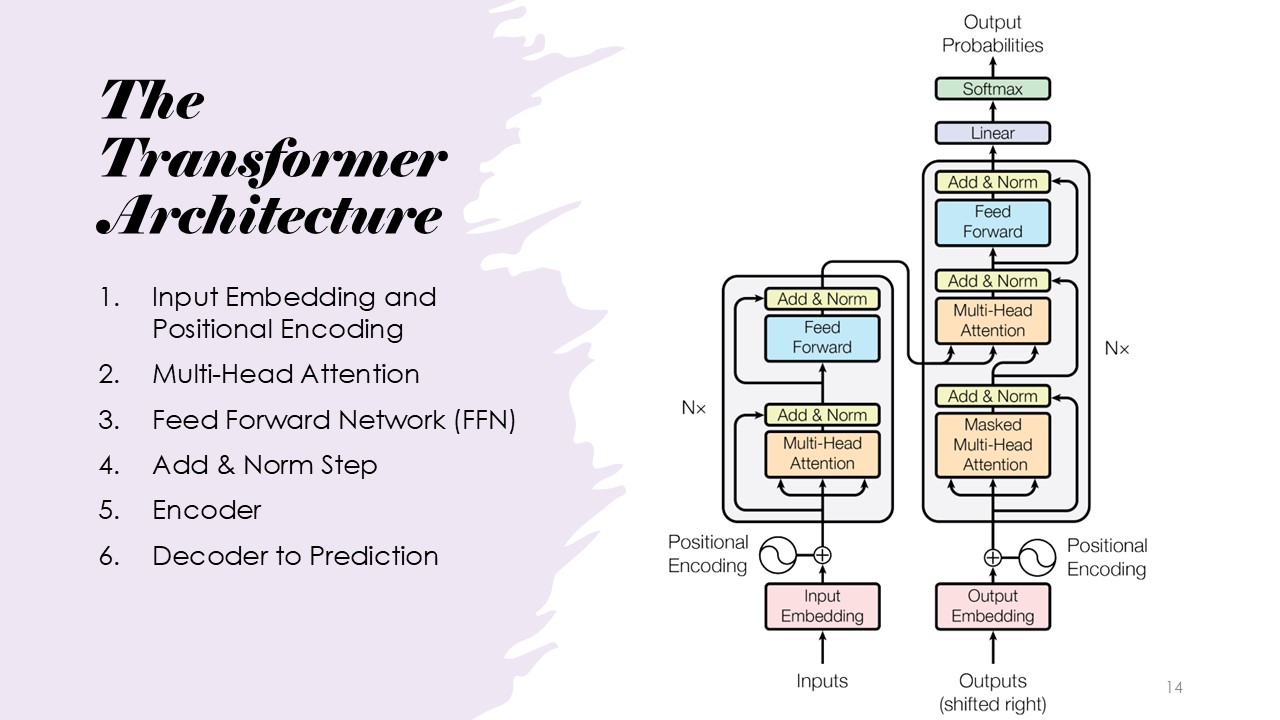 The
Transformer
Architecture
1. Input Embedding and
Positional Encoding
2. Multi-Head Attention
3. Feed Forward Network (FFN)
4. Add & Norm Step
5. Encoder
6. Decoder to Prediction
Output
Probabilities
Softmax
Linear
Add & Norm
Feed
Forward
Add & Norm
Multi-Head
Attention
N×
Add & Norm
Masked
Multi-Head
Attention
Positional
Encoding
Output
Embedding
Outputs
(shifted right)
Add & Norm
Feed
Forward
N×
Add & Norm
Multi-Head
Attention
Positional
Encoding
Input
Embedding
Inputs
14